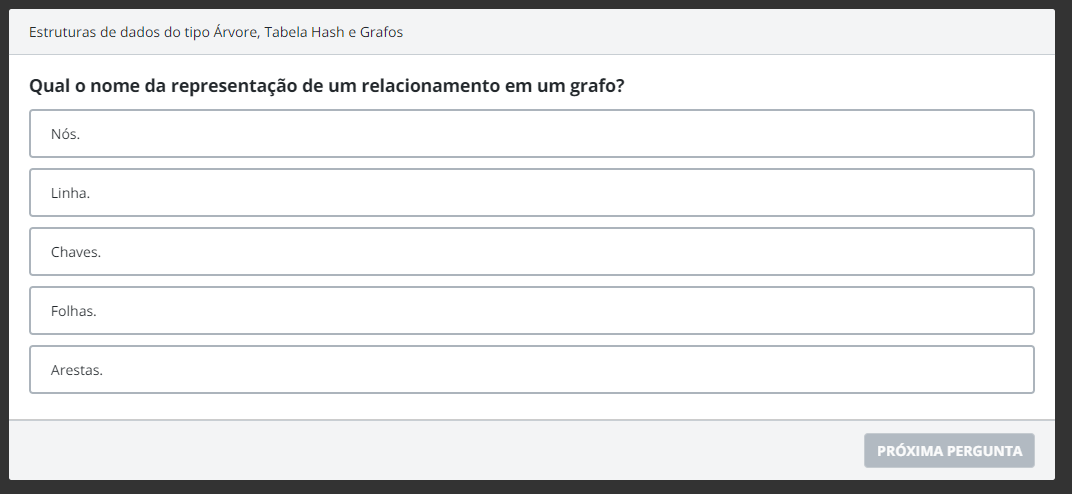 Estruturas de dados do tipo Árvore, Tabela Hash e Grafos
Qual o nome da representação de um relacionamento em um grafo?
Nós.
Linha.
Chaves.
Folhas.
Arestas.
PRÓXIMA PERGUNTA